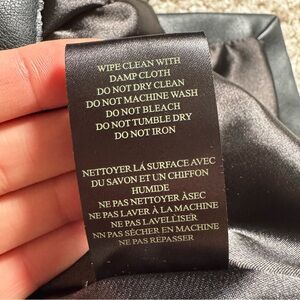 WIPE CLEAN WITH
DAMP CLOTH
DO NOT DRY CLEAN
DO NOT MACHINE WASH
DO NOT BLEACH
DO NOT TUMBLE DRY
DO NOT IRON
NETTOYER LÁ SURFACE AVEC
DU SAVON ET UN CHIFFON
HUMIDE
NE PAS NETTOYER ÀSEC
NE PAS LAVER À LA MACHINE
NE PAS LAVELLISER
NN PAS SÉCHER EN MACHINE
NE PAS REPASSER